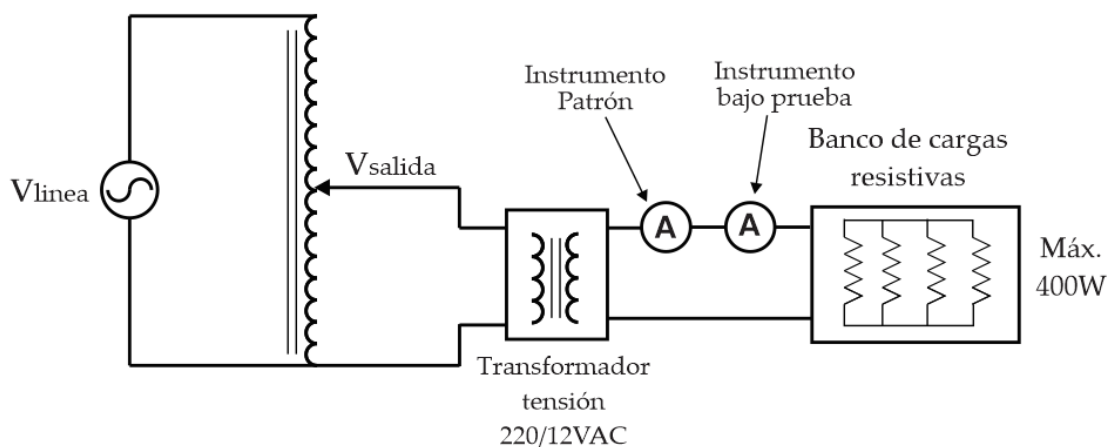 Instrumento
Patrón
Instrumento
bajo prueba
Banco de cargas
resistivas
Vsalida
Vlinea
A
A
Máx.
400W
Transformador
tensión
220/12VAC